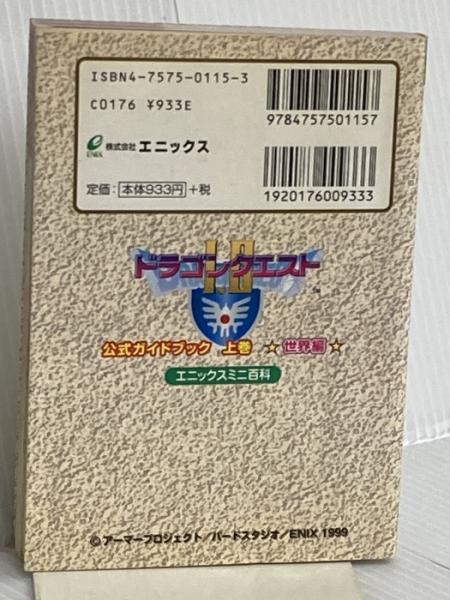 ISBN4-7575-0115-3
C0176 ¥933E
9784757501157
ENIX
株式会社 エニックス
定価: 本体933円 +税
1920176009333
ドラゴンクエスト
I・II
TM
公式ガイドブック 上巻 ☆世界編☆
エニックスミニ百科
©アーマープロジェクト/バードスタジオ/ENIX 1999